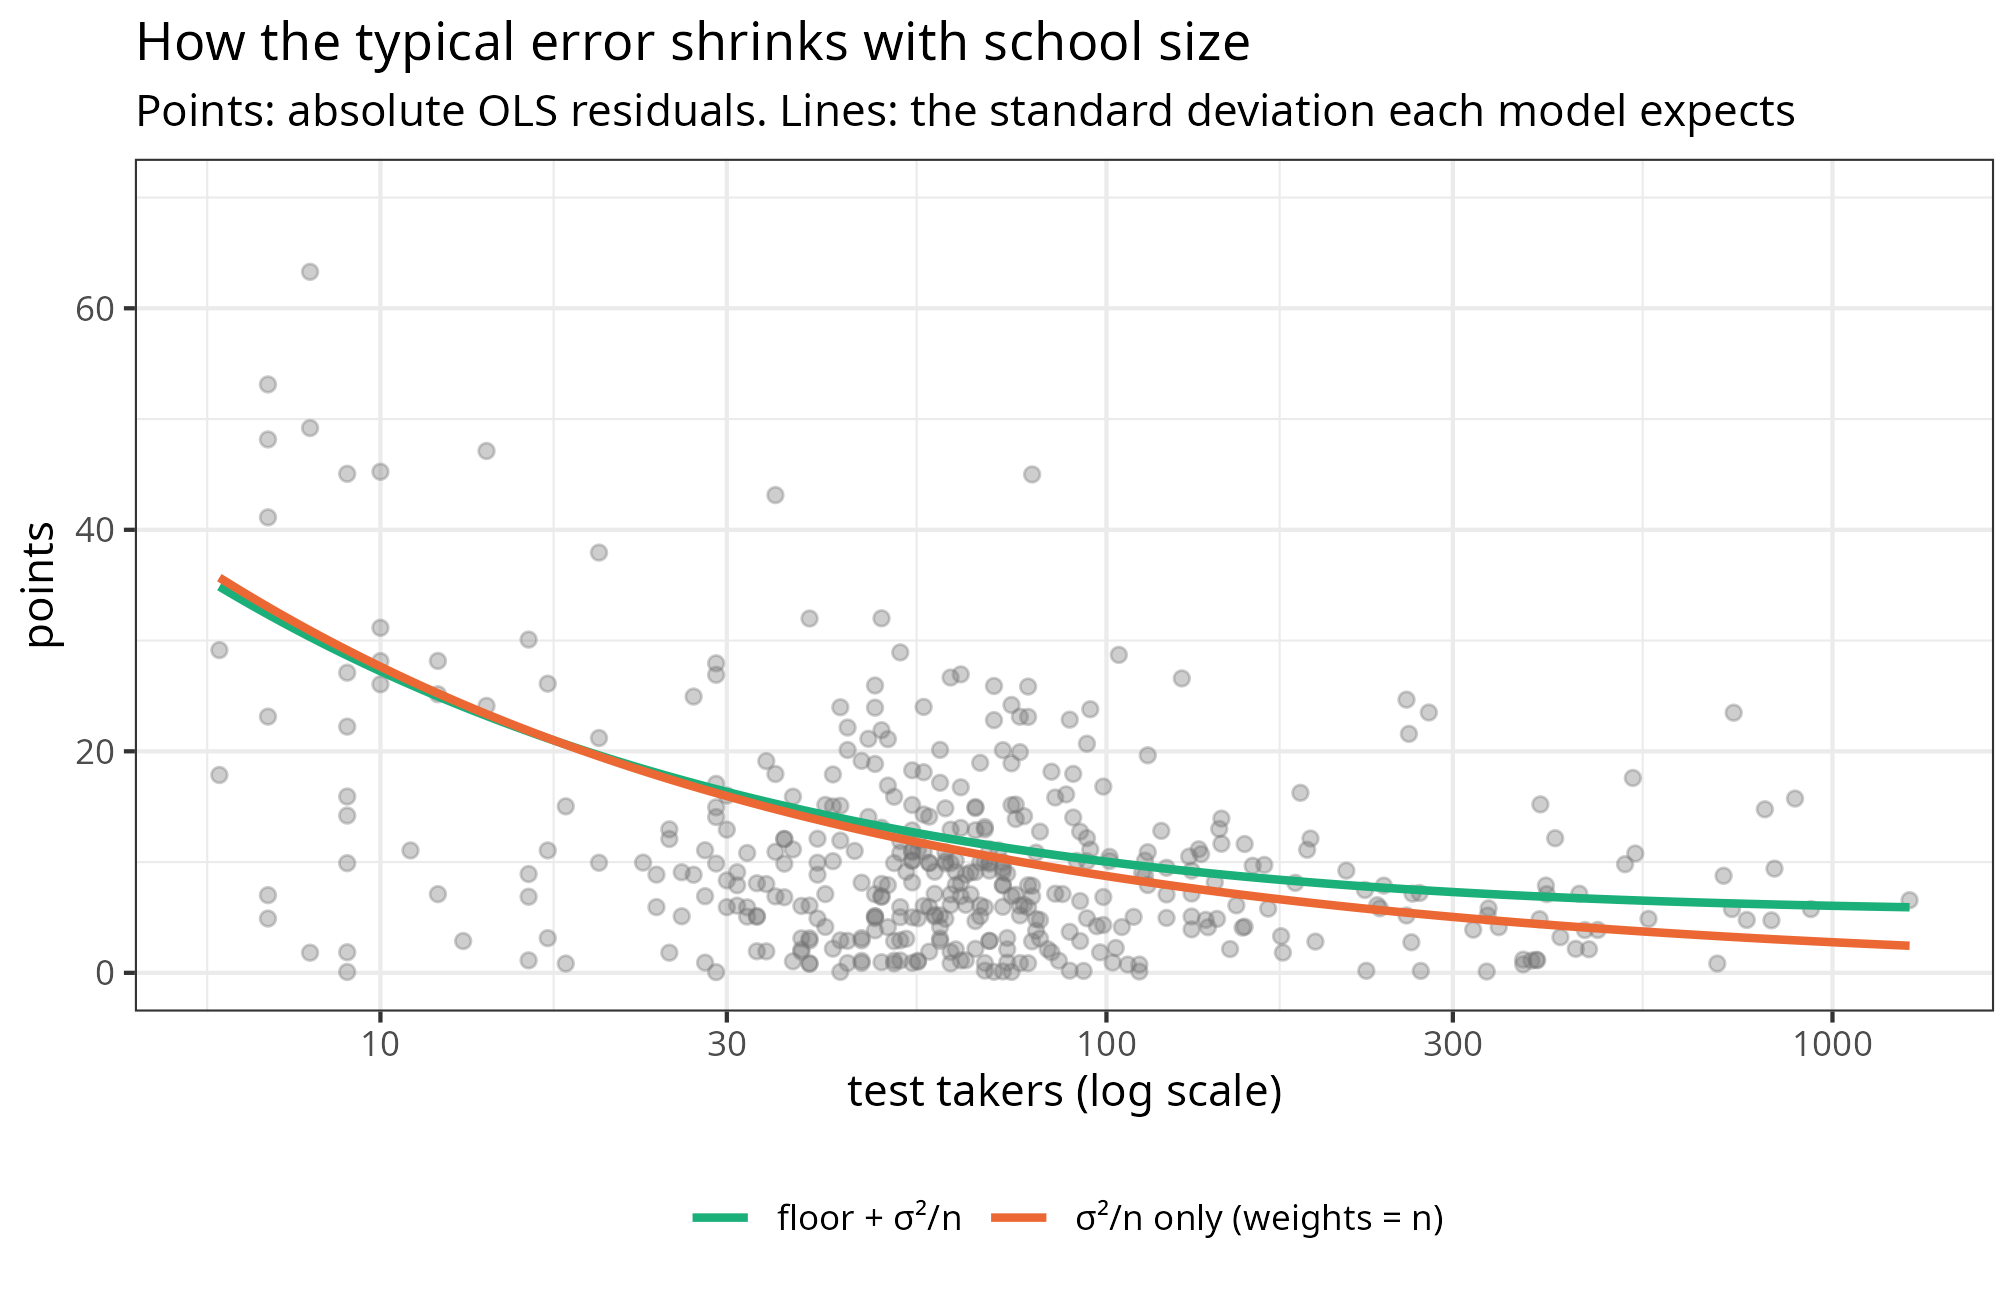 How the typical error shrinks with school size
Points: absolute OLS residuals. Lines: the standard deviation each model expects
points
60
40
20
0
10 30 100 300 1000
test takers (log scale)
floor + σ²/n σ²/n only (weights = n)